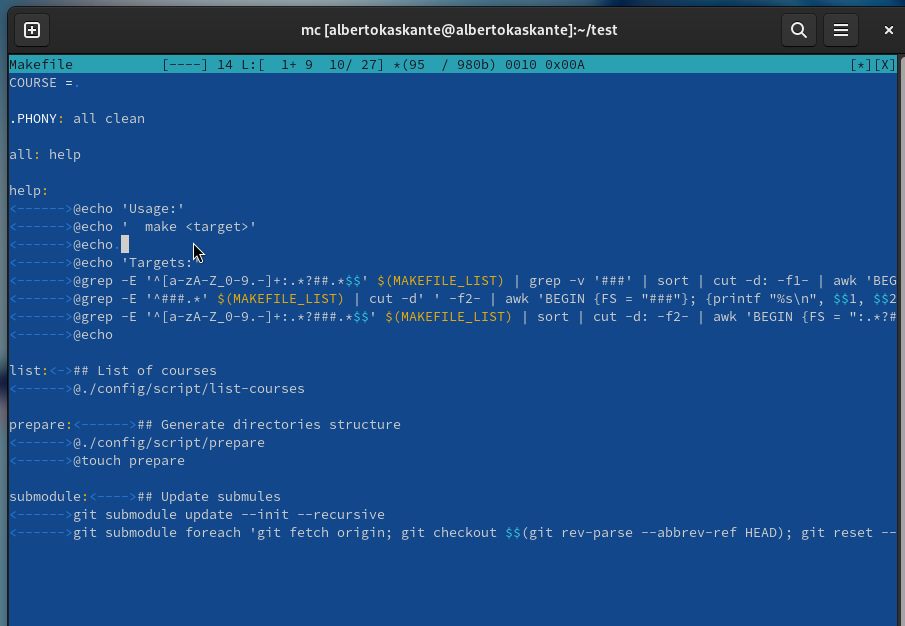 mc [albertokaskante@albertokaskante]:~/test
Makefile [----] 14 L:[ 1+ 9 10/ 27] *(95 / 980b) 0010 0x00A [*][X]
COURSE =.
.PHONY: all clean
all: help
help:
<------>@echo 'Usage:'
<------>@echo '  make <target>'
<------>@echo.
<------>@echo 'Targets:'
<------>@grep -E '^[a-zA-Z_0-9.-]+:.*?##.*$$' $(MAKEFILE_LIST) | grep -v '###' | sort | cut -d: -f1- | awk 'BEG
<------>@grep -E '^###.*' $(MAKEFILE_LIST) | cut -d' ' -f2- | awk 'BEGIN {FS = "###"}; {printf "%s\n", $$1, $$2
<------>@grep -E '^[a-zA-Z_0-9.-]+:.*?###.*$$' $(MAKEFILE_LIST) | sort | cut -d: -f2- | awk 'BEGIN {FS = ":.*?#
<------>@echo
list:<->## List of courses
<------>@./config/script/list-courses
prepare:<------>## Generate directories structure
<------>@./config/script/prepare
<------>@touch prepare
submodule:<---->## Update submules
<------>git submodule update --init --recursive
<------>git submodule foreach 'git fetch origin; git checkout $$(git rev-parse --abbrev-ref HEAD); git reset --